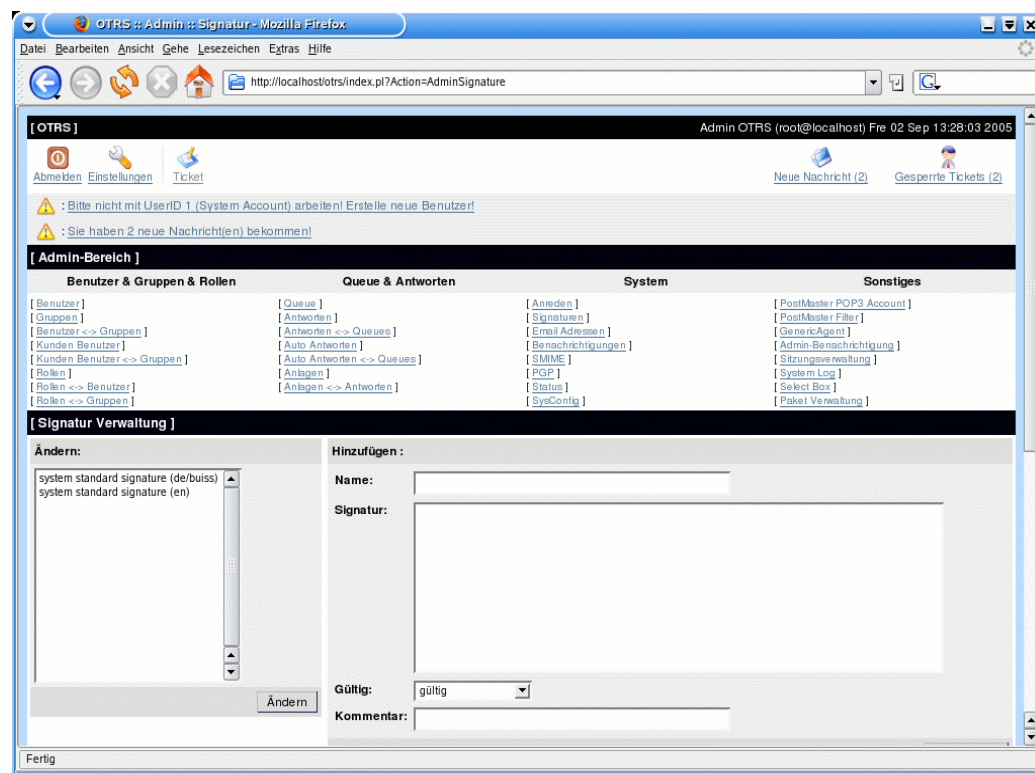 OTRS :: Admin :: Signatur - Mozilla Firefox
Datei Bearbeiten Ansicht Gehe Lesezeichen Extras Hilfe
http://localhost/otrs/index.pl?Action=AdminSignature
G
[ OTRS ] Admin OTRS (root@localhost) Fre 02 Sep 13:28:03 2005
Abmelden Einstellungen Ticket Neue Nachricht (2) Gesperrte Tickets (2)
: Bitte nicht mit UserID 1 (System Account) arbeiten! Erstelle neue Benutzer!
: Sie haben 2 neue Nachricht(en) bekommen!
[ Admin-Bereich ]
Benutzer & Gruppen & Rollen Queue & Antworten System Sonstiges
[ Benutzer ] [ Queue ] [ Anreden ] [ PostMaster POP3 Account ]
[ Gruppen ] [ Antworten ] [ Signaturen ] [ PostMaster Filter ]
[ Benutzer <-> Gruppen ] [ Antworten <-> Queues ] [ Email Adressen ] [ GenericAgent ]
[ Kunden Benutzer ] [ Auto Antworten ] [ Benachrichtigungen ] [ Admin-Benachrichtigung ]
[ Kunden Benutzer <-> Gruppen ] [ Auto Antworten <-> Queues ] [ SMIME ] [ Sitzungsverwaltung ]
[ Rollen ] [ Anlagen ] [ PGP ] [ System Log ]
[ Rollen <-> Benutzer ] [ Anlagen <-> Antworten ] [ Status ] [ Select Box ]
[ Rollen <-> Gruppen ] [ SysConfig ] [ Paket Verwaltung ]
[ Signatur Verwaltung ]
Ändern: Hinzufügen :
system standard signature (de/buiss)
system standard signature (en)
Ändern
Name:
Signatur:
Gültig: gültig
Kommentar:
Fertig